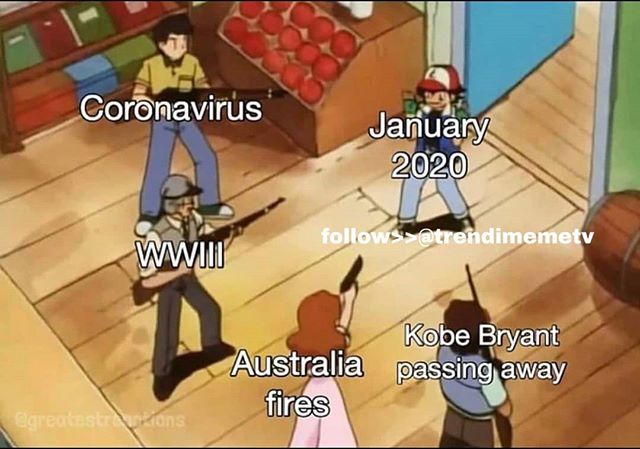 Coronavirus
January
2020
follow>>@trendimemetv
WWIII
Australia
fires
Kobe Bryant
passing away